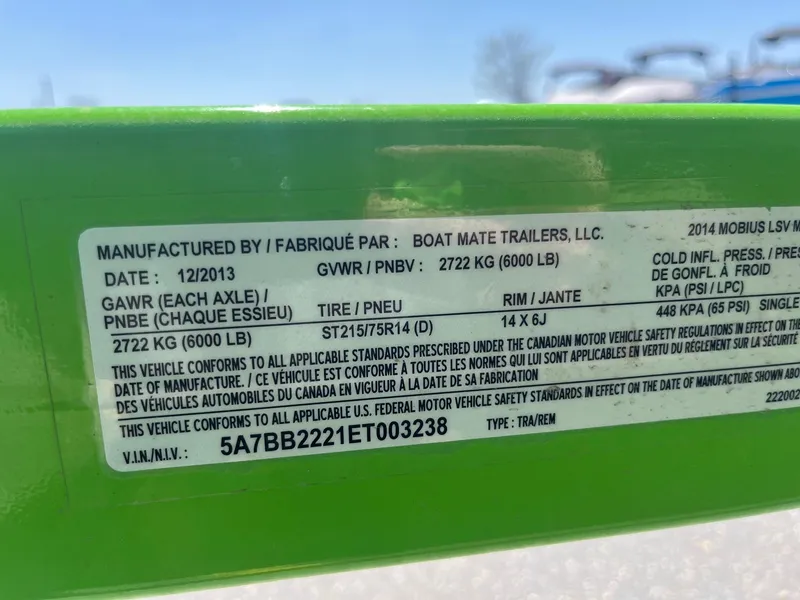 MANUFACTURED BY / FABRIQUÉ PAR : BOAT MATE TRAILERS, LLC. 2014 MOBIUS LSV M
DATE : 12/2013 GVWR / PNBV : 2722 KG (6000 LB) COLD INFL. PRESS. / PRES
DE GONFL. À FROID
GAWR (EACH AXLE) / TIRE / PNEU RIM / JANTE KPA (PSI / LPC)
PNBE (CHAQUE ESSIEU)
2722 KG (6000 LB) ST215/75R14 (D) 14 X 6J 448 KPA (65 PSI) SINGLE
THIS VEHICLE CONFORMS TO ALL APPLICABLE STANDARDS PRESCRIBED UNDER THE CANADIAN MOTOR VEHICLE SAFETY REGULATIONS IN EFFECT ON THE
DATE OF MANUFACTURE. / CE VÉHICULE EST CONFORME À TOUTES LES NORMES QUI LUI SONT APPLICABLES EN VERTU DU RÈGLEMENT SUR LA SÉCURITÉ
DES VÉHICULES AUTOMOBILES DU CANADA EN VIGUEUR À LA DATE DE SA FABRICATION
THIS VEHICLE CONFORMS TO ALL APPLICABLE U.S. FEDERAL MOTOR VEHICLE SAFETY STANDARDS IN EFFECT ON THE DATE OF MANUFACTURE SHOWN ABO
V.I.N./N.I.V. : 5A7BB2221ET003238 TYPE : TRA/REM 222002